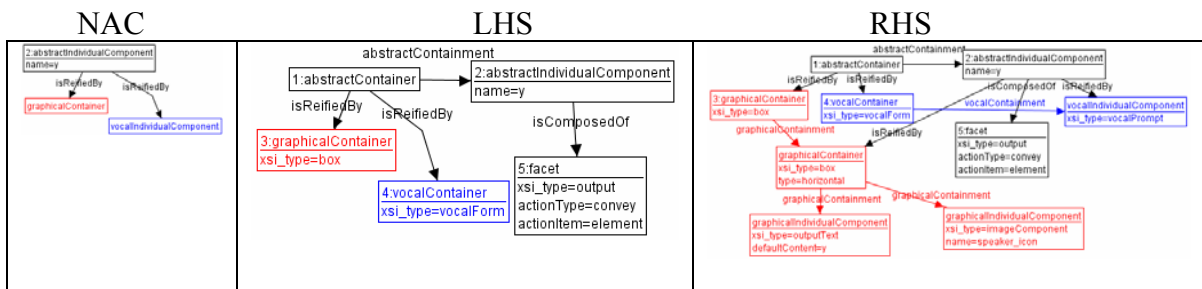 NAC
LHS
RHS
2:abstractIndividualComponent
name=y
isReifiedBy
isReifiedBy
graphicalContainer
vocalIndividualComponent
abstractContainment
1:abstractContainer
2:abstractIndividualComponent
name=y
isReifiedBy
isReifiedBy
isComposedOf
3:graphicalContainer
xsi_type=box
4:vocalContainer
xsi_type=vocalForm
5:facet
xsi_type=output
actionType=convey
actionItem=element
abstractContainment
1:abstractContainer
2:abstractIndividualComponent
name=y
isReifiedBy
isReifiedBy
isComposedOf
isReifiedBy
3:graphicalContainer
xsi_type=box
4:vocalContainer
xsi_type=vocalForm
vocalContainment
vocalIndividualComponent
xsi_type=vocalPrompt
graphicalContainment
isReifiedBy
5:facet
xsi_type=output
actionType=convey
actionItem=element
graphicalContainer
xsi_type=box
type=horizontal
graphicalContainment
graphicalContainment
graphicalIndividualComponent
xsi_type=outputText
defaultContent=y
graphicalIndividualComponent
xsi_type=imageComponent
name=speaker_icon